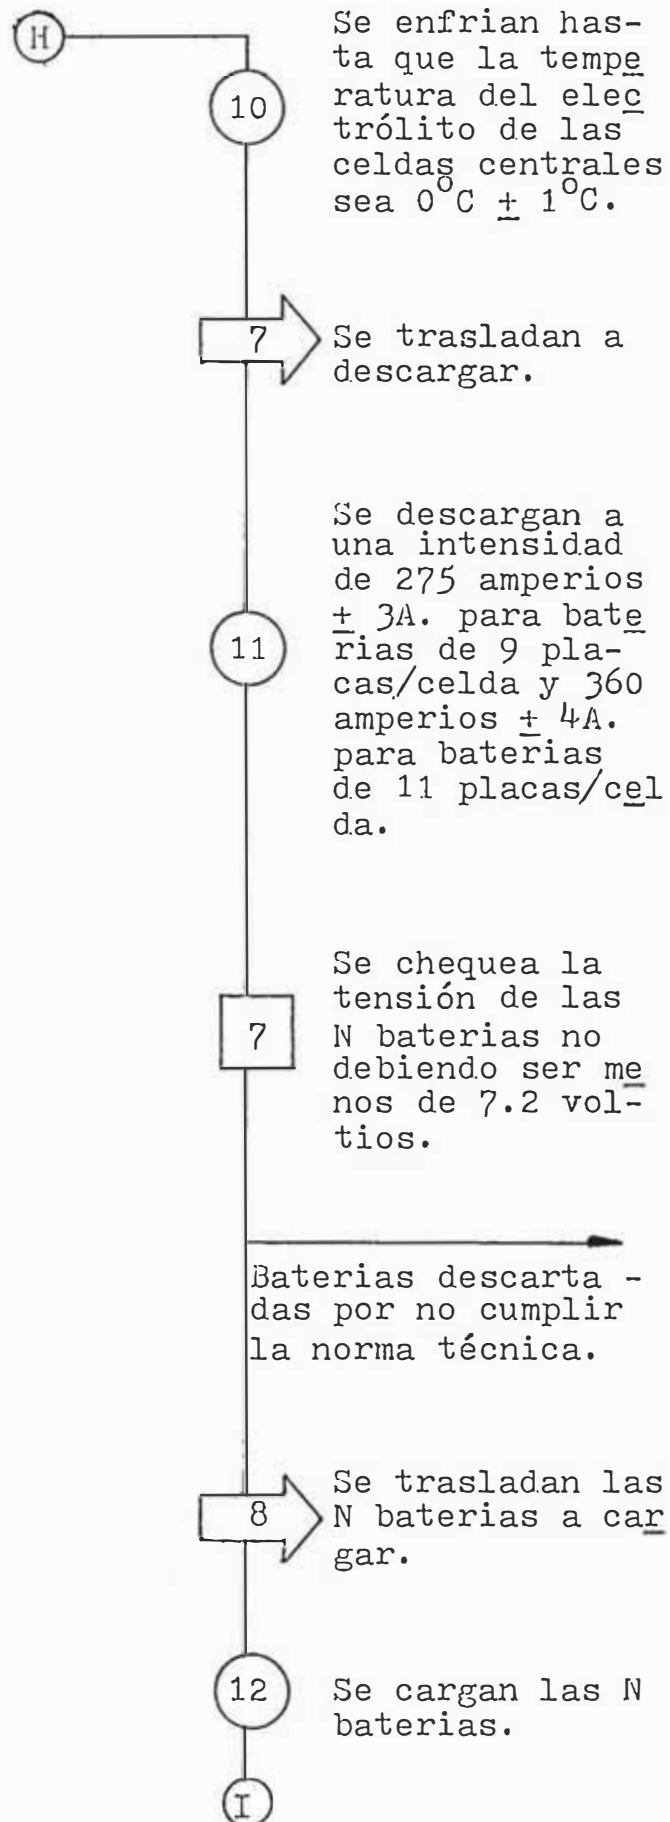 H
Se enfrian has-
ta que la tempe
ratura del elec
trólito de las
celdas centrales
sea 0°C ± 1°C.
10
7
Se trasladan a
descargar.
Se descargan a
una intensidad
de 275 amperios
± 3A. para bate
rias de 9 pla-
cas/celda y 360
amperios ± 4A.
para baterias
de 11 placas/cel
da.
11
Se chequea la
tensión de las
N baterias no
debiendo ser me
nos de 7.2 vol-
tios.
7
Baterias descarta -
das por no cumplir
la norma técnica.
Se trasladan las
N baterias a car
gar.
8
12
Se cargan las N
baterias.
I